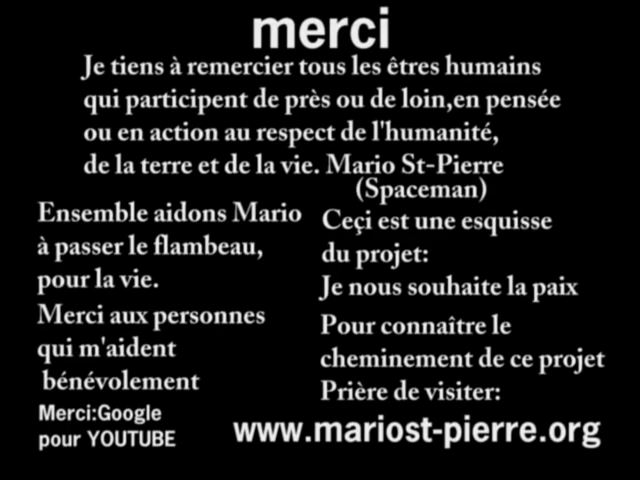 merci
Je tiens à remercier tous les êtres humains
qui participent de près ou de loin,en pensée
ou en action au respect de l'humanité,
de la terre et de la vie. Mario St-Pierre
(Spaceman)
Ensemble aidons Mario
à passer le flambeau,
pour la vie.
Merci aux personnes
qui m'aident
bénévolement
Merci:Google
pour YOUTUBE
Ceçi est une esquisse
du projet:
Je nous souhaite la paix
Pour connaître le
cheminement de ce projet
Prière de visiter:
www.mariost-pierre.org